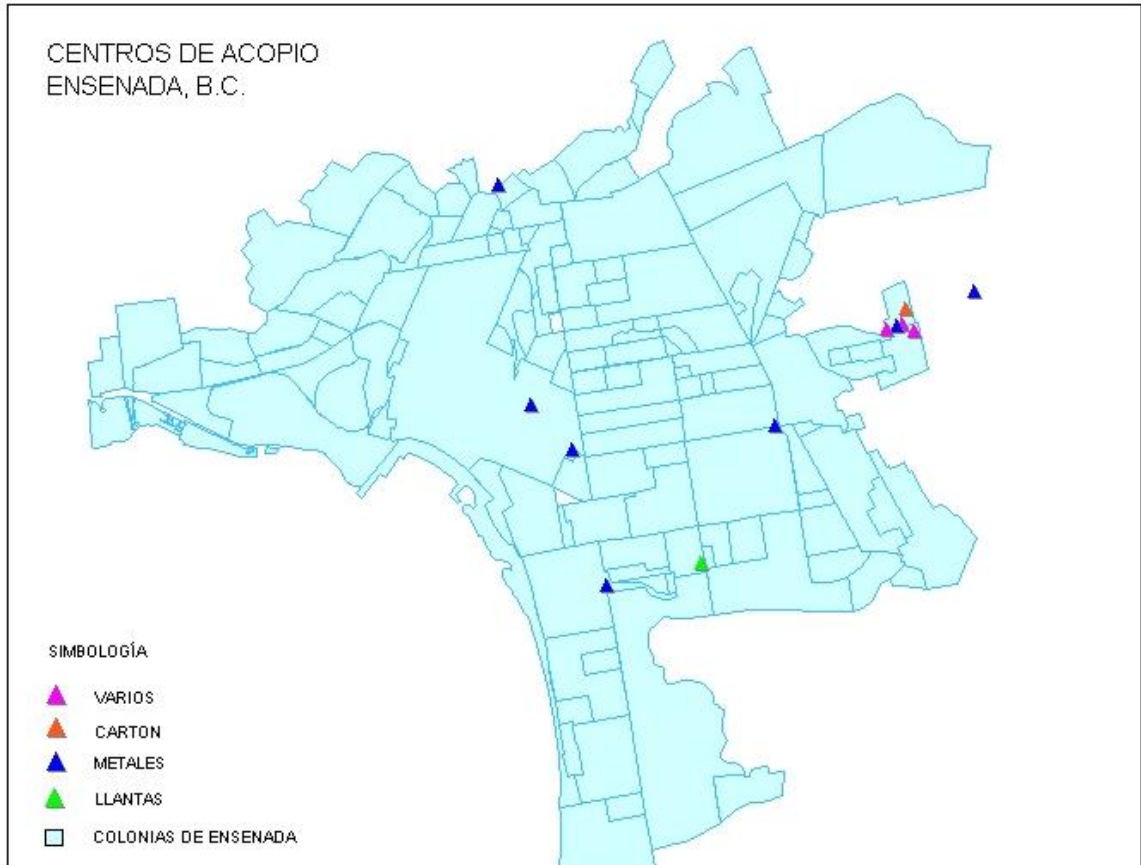 CENTROS DE ACOPIO
ENSENADA, B.C.
SIMBOLOGÍA
VARIOS
CARTON
METALES
LLANTAS
COLONIAS DE ENSENADA